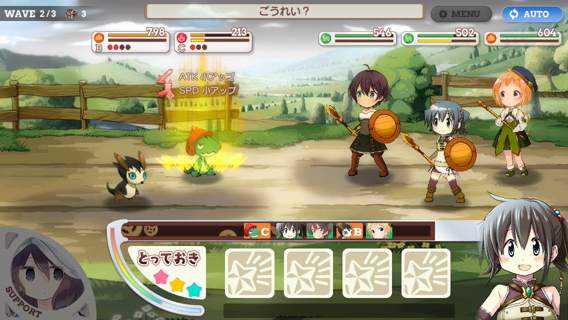 WAVE 2/3
3
ごうれい？
MENU
AUTO
798
B
213
C
546
502
604
ATK 小アップ
SPD 小アップ
C
B
とっておき
SUPPORT